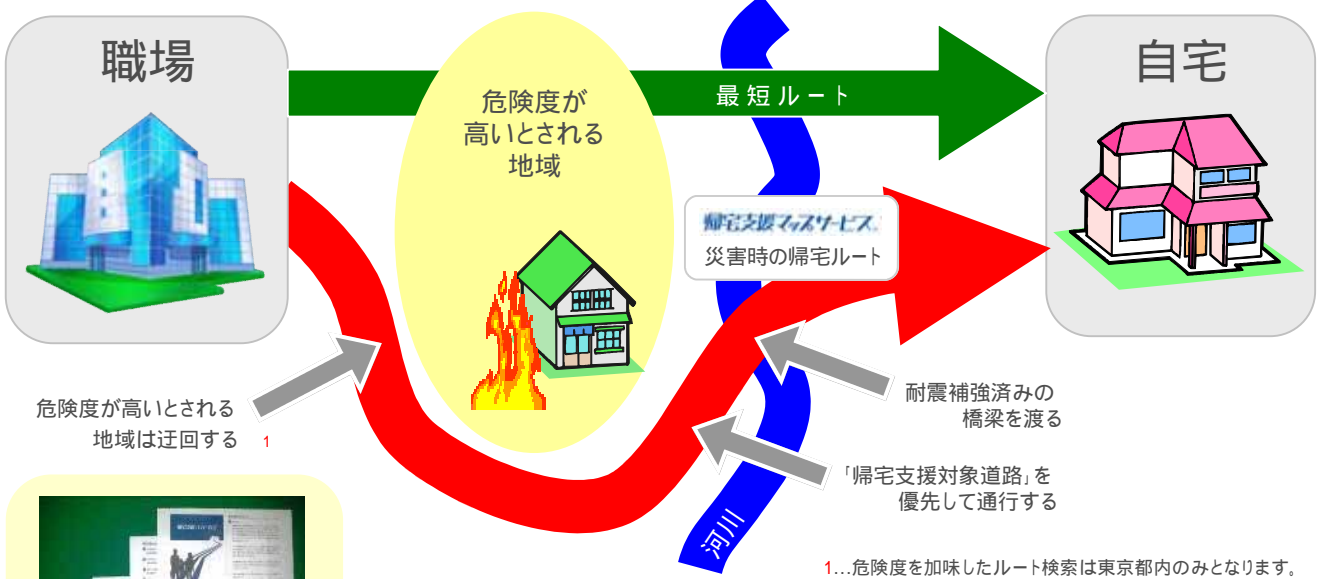 職場
自宅
最短ルート
危険度が
高いとされる
地域
帰宅支援マップサービス
災害時の帰宅ルート
危険度が高いとされる
地域は迂回する 1
耐震補強済みの
橋梁を渡る
「帰宅支援対象道路」を
優先して通行する
河川
1…危険度を加味したルート検索は東京都内のみとなります。